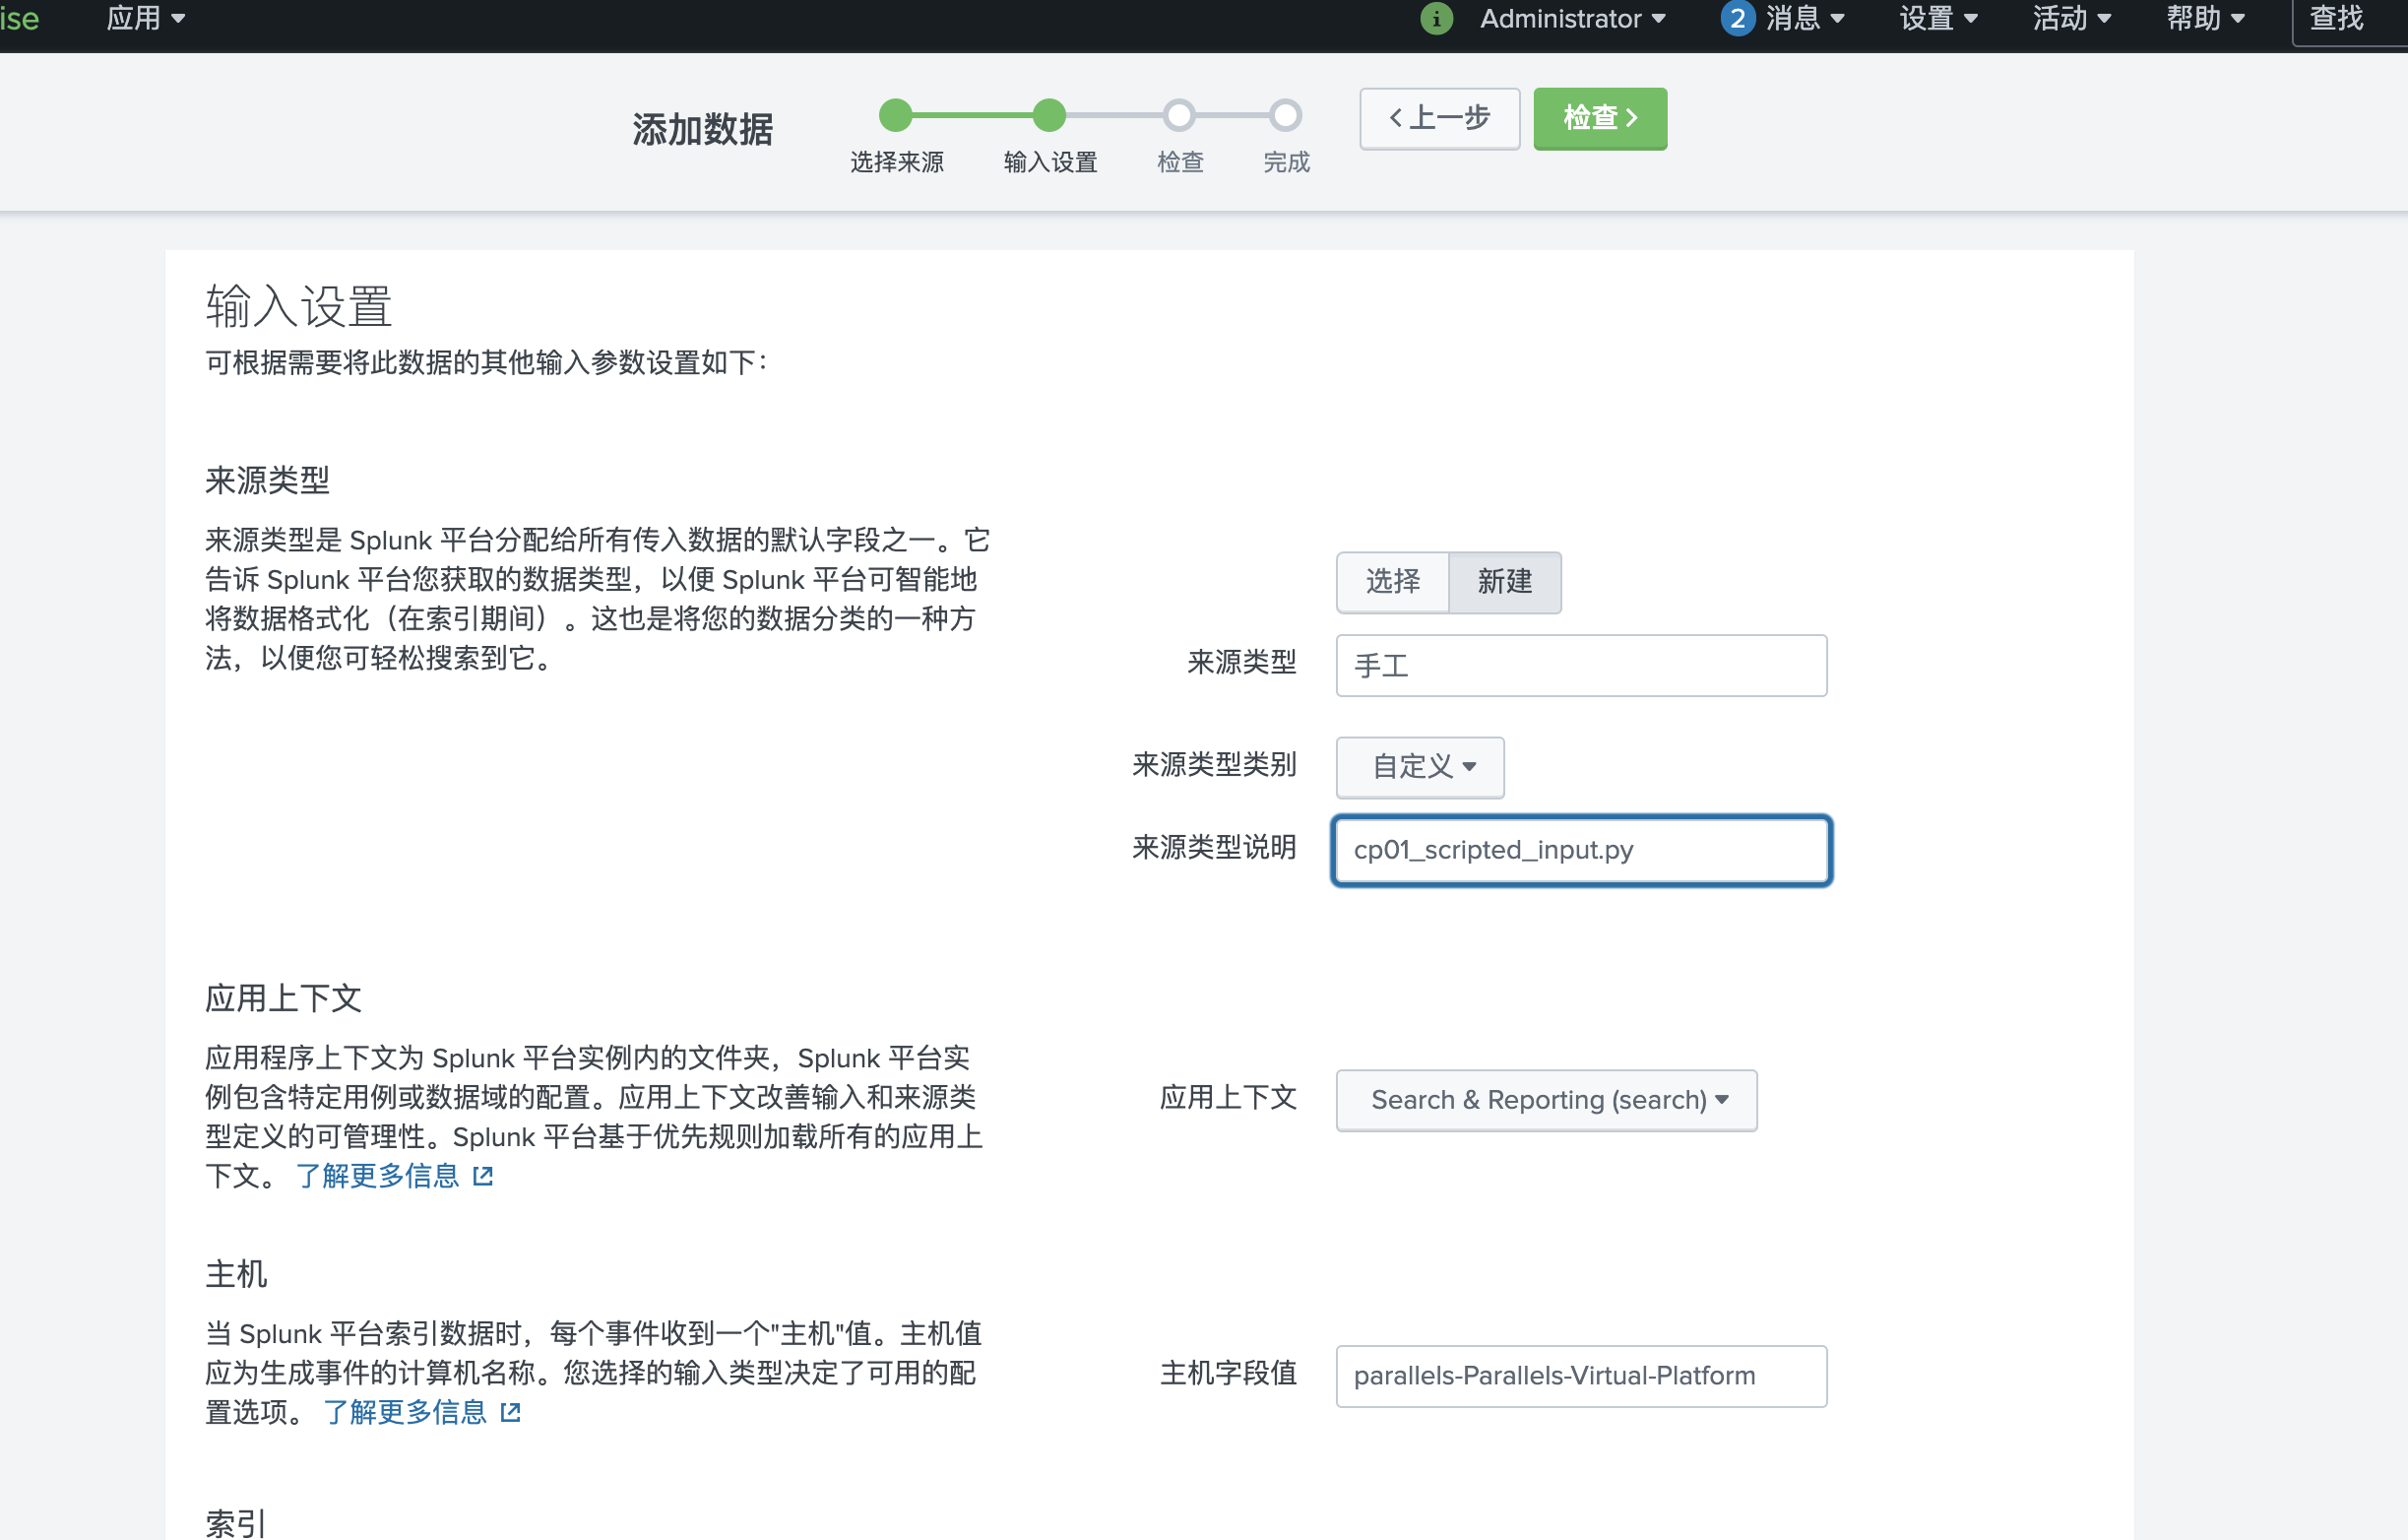 ise 应用 Administrator 2 消息 设置 活动 帮助 查找
添加数据
选择来源 输入设置 检查 完成
上一步 检查
输入设置
可根据需要将此数据的其他输入参数设置如下：
来源类型
来源类型是 Splunk 平台分配给所有传入数据的默认字段之一。它
告诉 Splunk 平台您获取的数据类型，以便 Splunk 平台可智能地
将数据格式化（在索引期间）。这也是将您的数据分类的一种方
法，以便您可轻松搜索到它。
选择 新建
来源类型 手工
来源类型类别 自定义
来源类型说明 cp01_scripted_input.py
应用上下文
应用程序上下文为 Splunk 平台实例内的文件夹，Splunk 平台实
例包含特定用例或数据域的配置。应用上下文改善输入和来源类
型定义的可管理性。Splunk 平台基于优先规则加载所有的应用上
下文。 了解更多信息
应用上下文 Search & Reporting (search)
主机
当 Splunk 平台索引数据时，每个事件收到一个"主机"值。主机值
应为生成事件的计算机名称。您选择的输入类型决定了可用的配
置选项。 了解更多信息
主机字段值 parallels-Parallels-Virtual-Platform
索引